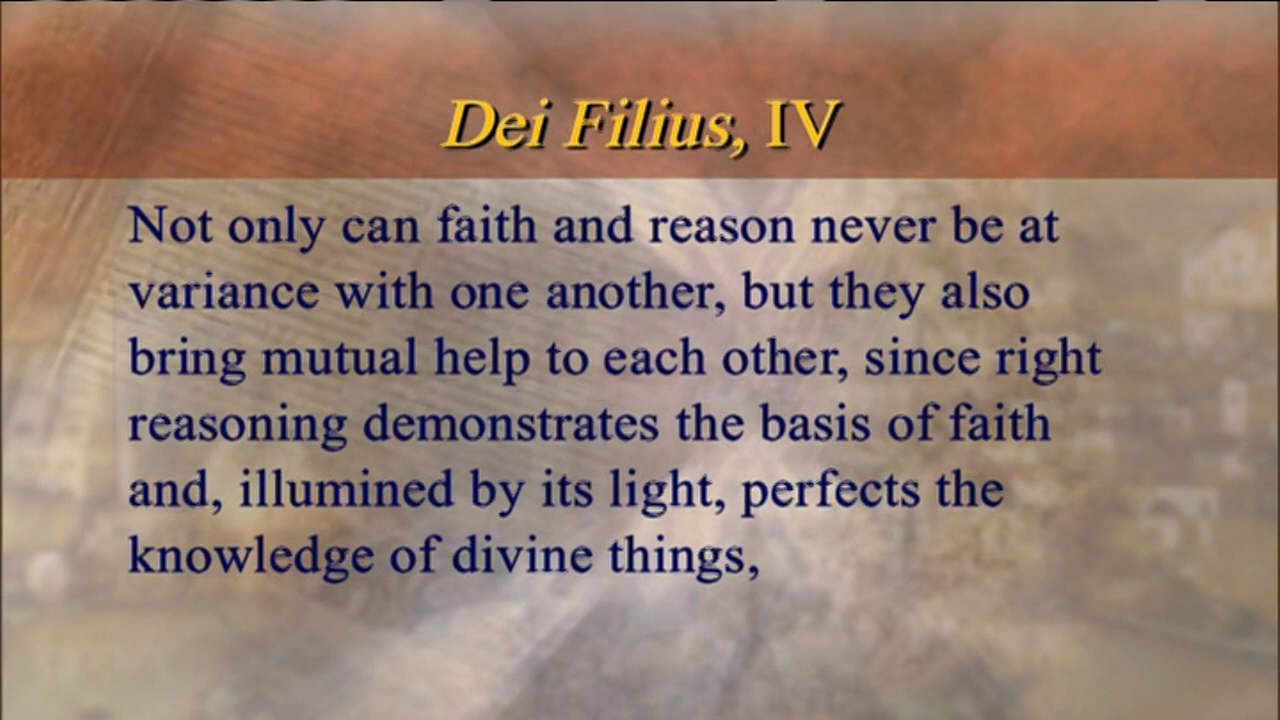 Dei Filius, IV
Not only can faith and reason never be at
variance with one another, but they also
bring mutual help to each other, since right
reasoning demonstrates the basis of faith
and, illumined by its light, perfects the
knowledge of divine things,